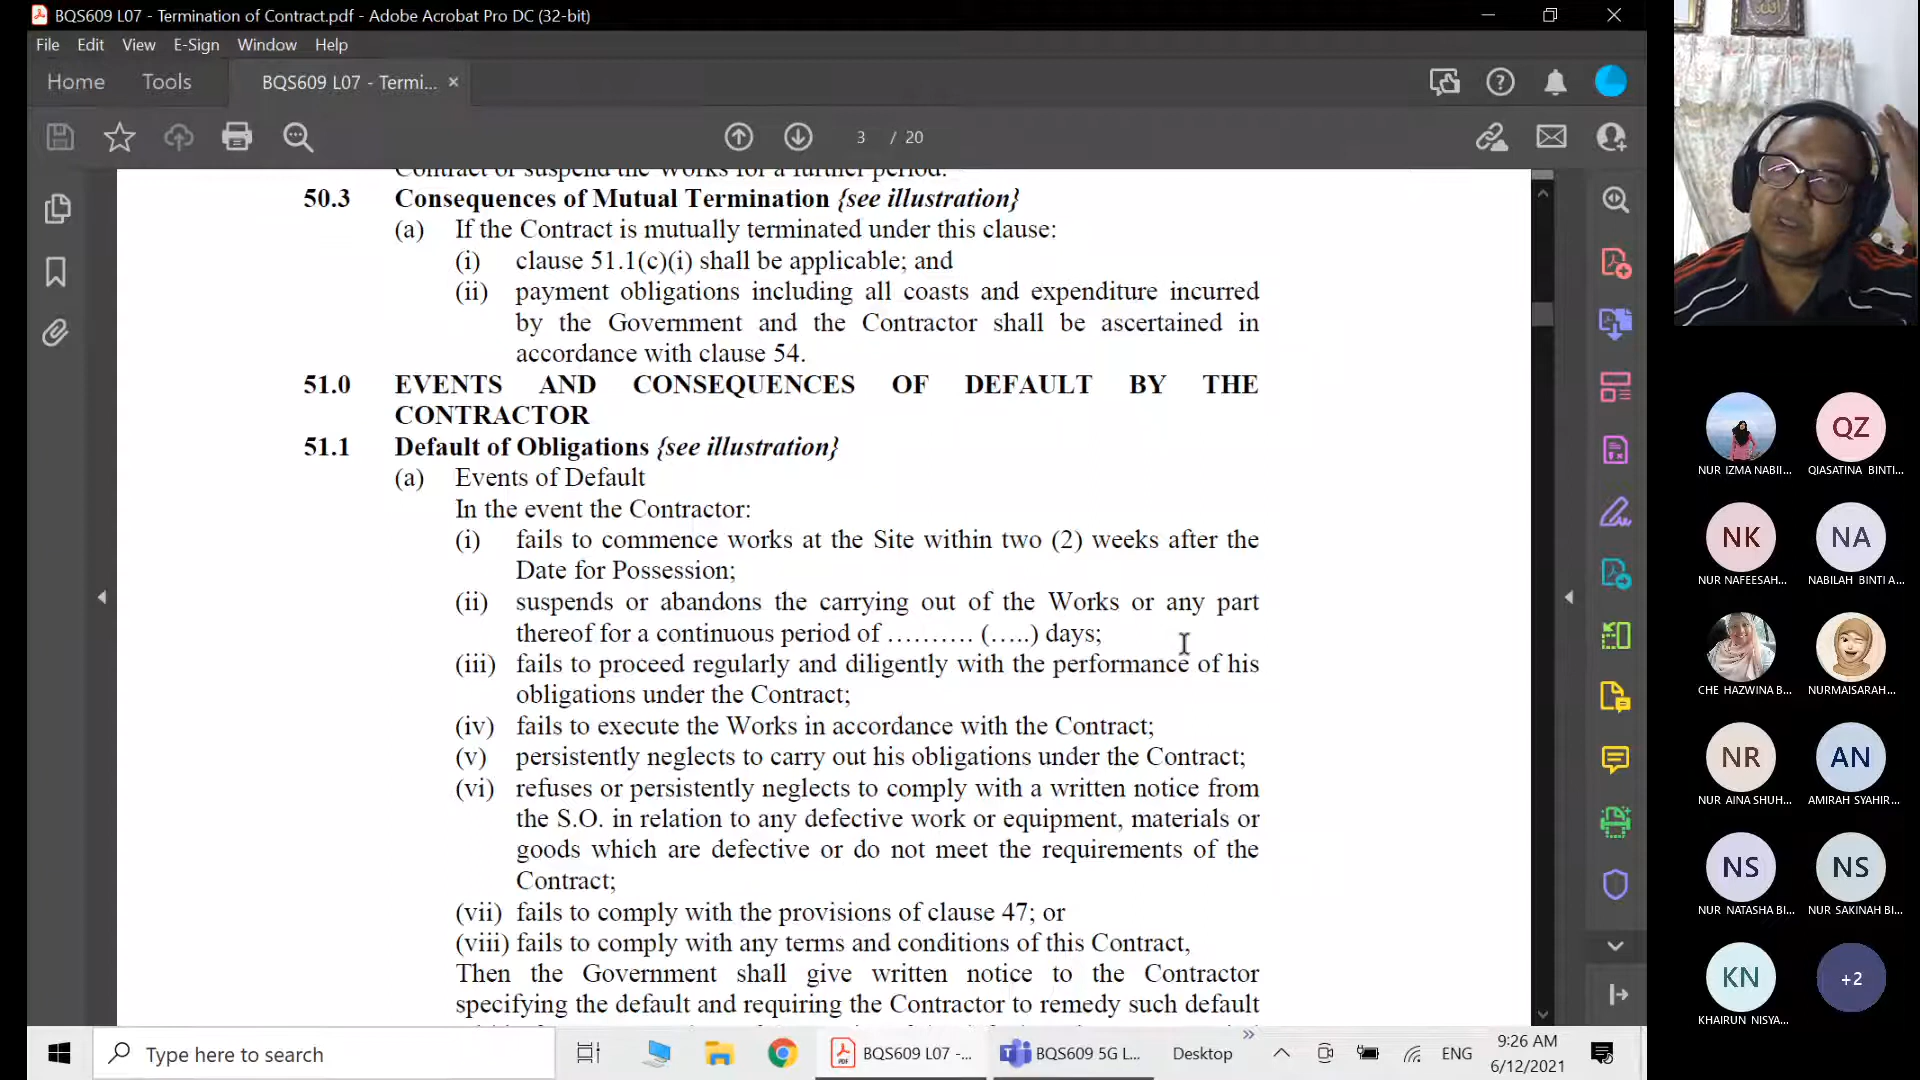 BQS609 L07 - Termination of Contract.pdf - Adobe Acrobat Pro DC (32-bit)
File Edit View E-Sign Window Help
Home Tools BQS609 L07 - Termi... ×
3 / 20
Contract or suspend the Works for a further period.
50.3 Consequences of Mutual Termination {see illustration}
(a) If the Contract is mutually terminated under this clause:
(i) clause 51.1(c)(i) shall be applicable; and
(ii) payment obligations including all coasts and expenditure incurred
by the Government and the Contractor shall be ascertained in
accordance with clause 54.
51.0 EVENTS AND CONSEQUENCES OF DEFAULT BY THE
CONTRACTOR
51.1 Default of Obligations {see illustration}
(a) Events of Default
In the event the Contractor:
(i) fails to commence works at the Site within two (2) weeks after the
Date for Possession;
(ii) suspends or abandons the carrying out of the Works or any part
thereof for a continuous period of ………. (…..) days;
(iii) fails to proceed regularly and diligently with the performance of his
obligations under the Contract;
(iv) fails to execute the Works in accordance with the Contract;
(v) persistently neglects to carry out his obligations under the Contract;
(vi) refuses or persistently neglects to comply with a written notice from
the S.O. in relation to any defective work or equipment, materials or
goods which are defective or do not meet the requirements of the
Contract;
(vii) fails to comply with the provisions of clause 47; or
(viii) fails to comply with any terms and conditions of this Contract,
Then the Government shall give written notice to the Contractor
specifying the default and requiring the Contractor to remedy such default
Type here to search
BQS609 L07 -...
BQS609 5G L...
Desktop
ENG
9:26 AM
6/12/2021
QZ
NUR IZMA NABII... QIASATINA BINTI...
NK NA
NUR NAFEESAH... NABILAH BINTI A...
CHE HAZWINA B... NURMAISARAH...
NR AN
NUR AINA SHUH... AMIRAH SYAHIR...
NS NS
NUR NATASHA BI... NUR SAKINAH BI...
KN +2
KHAIRUN NISYA...